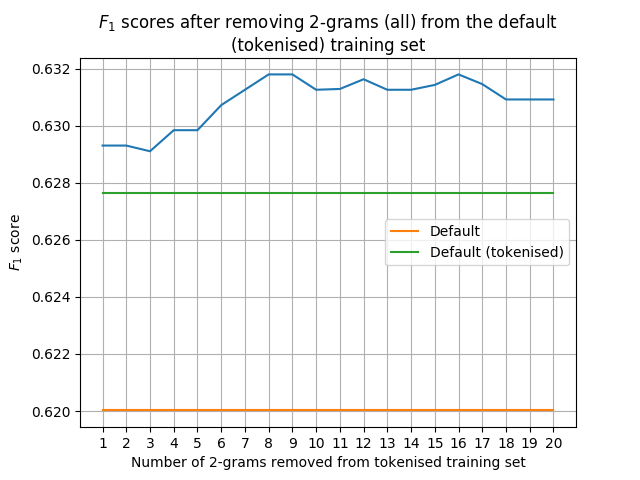 F₁ scores after removing 2-grams (all) from the default
(tokenised) training set
F₁ score
0.632
0.630
0.628
0.626
0.624
0.622
0.620
Default
Default (tokenised)
1 2 3 4 5 6 7 8 9 10 11 12 13 14 15 16 17 18 19 20
Number of 2-grams removed from tokenised training set